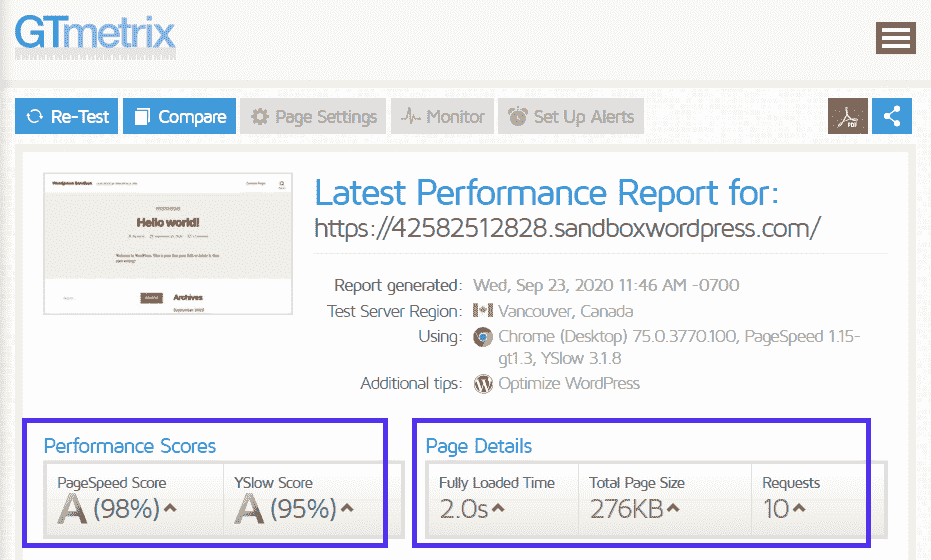 GTmetrix
Re-Test
Compare
Page Settings
Monitor
Set Up Alerts
PDF
Hello world!
Archives
Latest Performance Report for:
https://42582512828.sandboxwordpress.com/
Report generated: Wed, Sep 23, 2020 11:46 AM -0700
Test Server Region: Vancouver, Canada
Using: Chrome (Desktop) 75.0.3770.100, PageSpeed 1.15-
gt1.3, YSlow 3.1.8
Additional tips: Optimize WordPress
Performance Scores
PageSpeed Score
A (98%)
YSlow Score
A (95%)
Page Details
Fully Loaded Time
2.0s
Total Page Size
276KB
Requests
10